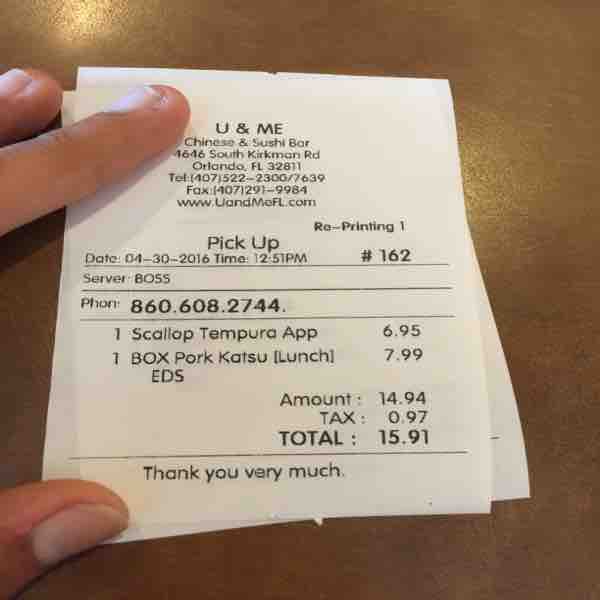 U & ME
Chinese & Sushi Bar
4646 South Kirkman Rd
Orlando, FL 32811
Tel:(407)522-2300/7639
Fax:(407)291-9984
www.UandMeFL.com
Re-Printing 1
Pick Up
Date: 04-30-2016 Time: 12:51PM # 162
Server: BOSS
Phon: 860.608.2744.
1 Scallop Tempura App 6.95
1 BOX Pork Katsu [Lunch] 7.99
EDS
Amount : 14.94
TAX : 0.97
TOTAL : 15.91
Thank you very much.